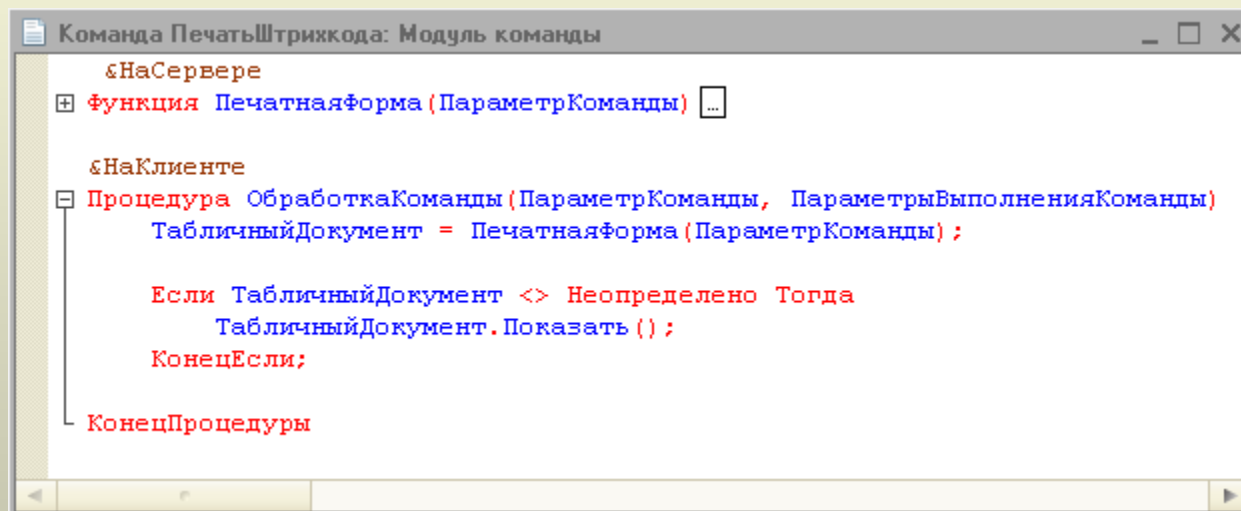 Команда ПечатьШтрихкода: Модуль команды
&НаСервере
Функция ПечатнаяФорма(ПараметрКоманды) ...
&НаКлиенте
Процедура ОбработкаКоманды(ПараметрКоманды, ПараметрыВыполненияКоманды)
ТабличныйДокумент = ПечатнаяФорма(ПараметрКоманды);
Если ТабличныйДокумент <> Неопределено Тогда
ТабличныйДокумент.Показать();
КонецЕсли;
КонецПроцедуры